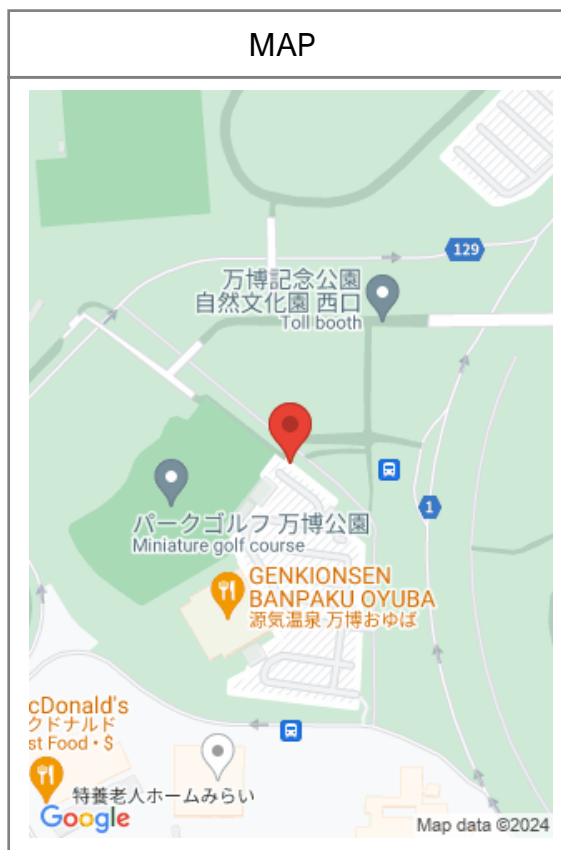 MAP
129
万博記念公園
自然文化園 西口
Toll booth
1
パークゴルフ 万博公園
Miniature golf course
GENKIONSEN
BANPAKU OYUBA
源気温泉 万博おゆば
cDonald's
クドナルド
st Food • $
特養老人ホームみらい
Google
Map data ©2024